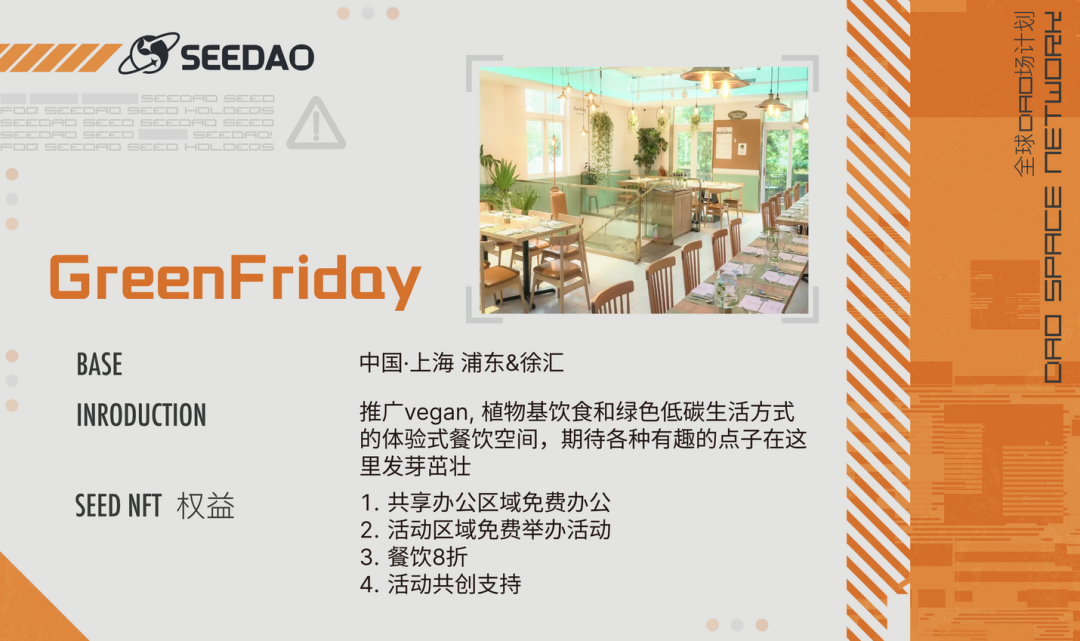 SEEDAO
SEEDAO SEED
FOR SEEDAO SEED HOLDERS
SEEDAO SEED SEEDAO SEED
SEEDAO SEED SEEDAO!
FOR SEEDAO SEED HOLDERS
GreenFriday
BASE
中国·上海 浦东&徐汇
INRODUCTION
推广vegan, 植物基饮食和绿色低碳生活方式
的体验式餐饮空间，期待各种有趣的点子在这
里发芽茁壮
SEED NFT 权益
1. 共享办公区域免费办公
2. 活动区域免费举办活动
3. 餐饮8折
4. 活动共创支持
全球DAO场计划
DAO SPACE NETWORK